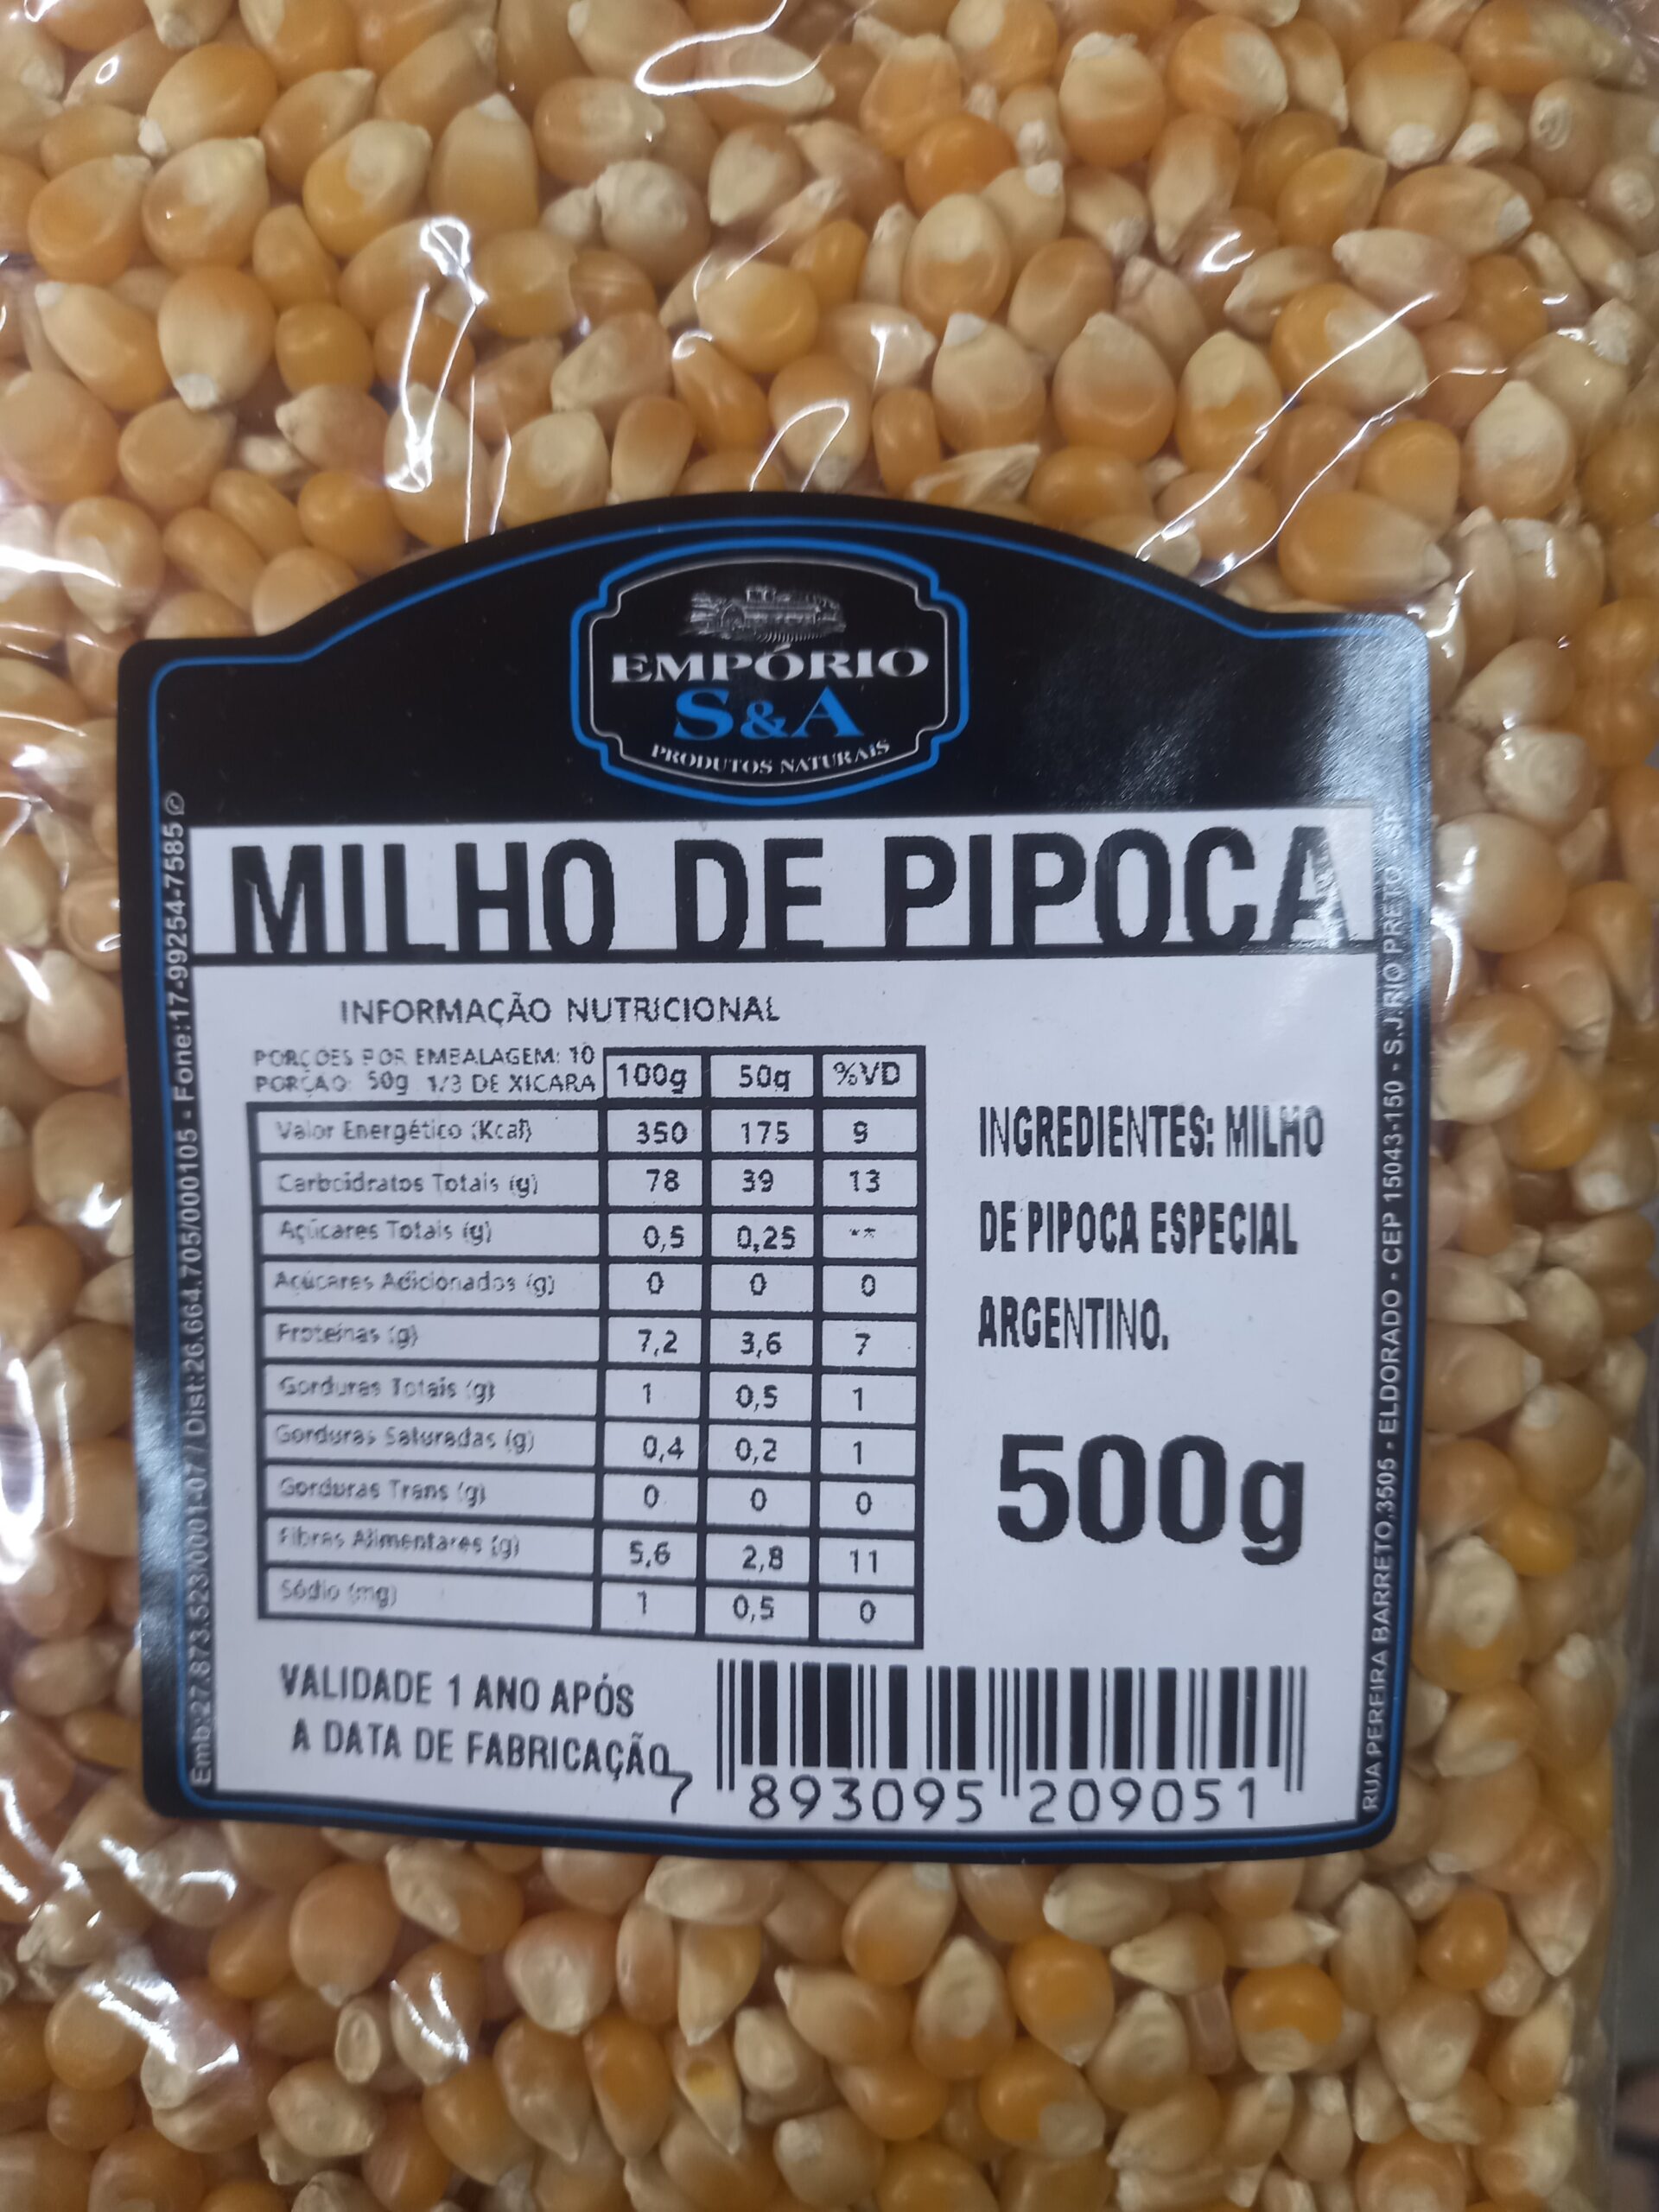 EMPÓRIO
S&A
PRODUTOS NATURAIS
MILHO DE PIPOCA
INFORMAÇÃO NUTRICIONAL
PORÇÕES POR EMBALAGEM: 10
PORÇÃO: 50g 1/3 DE XICARA
100g 50g %VD
Valor Energético (Kcal) 350 175 9
Carboidratos Totais (g) 78 39 13
Açúcares Totais (g) 0,5 0,25 **
Açúcares Adicionados (g) 0 0 0
Proteínas (g) 7,2 3,6 7
Gorduras Totais (g) 1 0,5 1
Gorduras Saturadas (g) 0,4 0,2 1
Gorduras Trans (g) 0 0 0
Fibras Alimentares (g) 5,6 2,8 11
Sódio (mg) 1 0,5 0
INGREDIENTES: MILHO
DE PIPOCA ESPECIAL
ARGENTINO.
500g
VALIDADE 1 ANO APÓS
A DATA DE FABRICAÇÃO
7 893095 209051
Emb:27.873.523/0001-07 / Dist:26.664.705/000105 - Fone:17-99254-7585 ©
RUA PEREIRA BARRETO,3505 - ELDORADO - CEP 15043-150 - S.J.RIO PRETO - SP